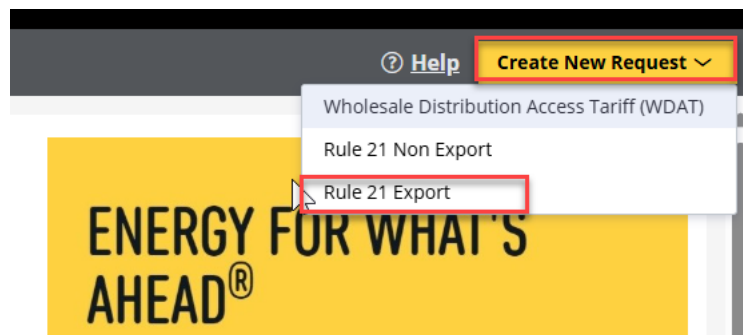 Help
Create New Request
Wholesale Distribution Access Tariff (WDAT)
Rule 21 Non Export
Rule 21 Export
ENERGY FOR WHAT'S
AHEAD®